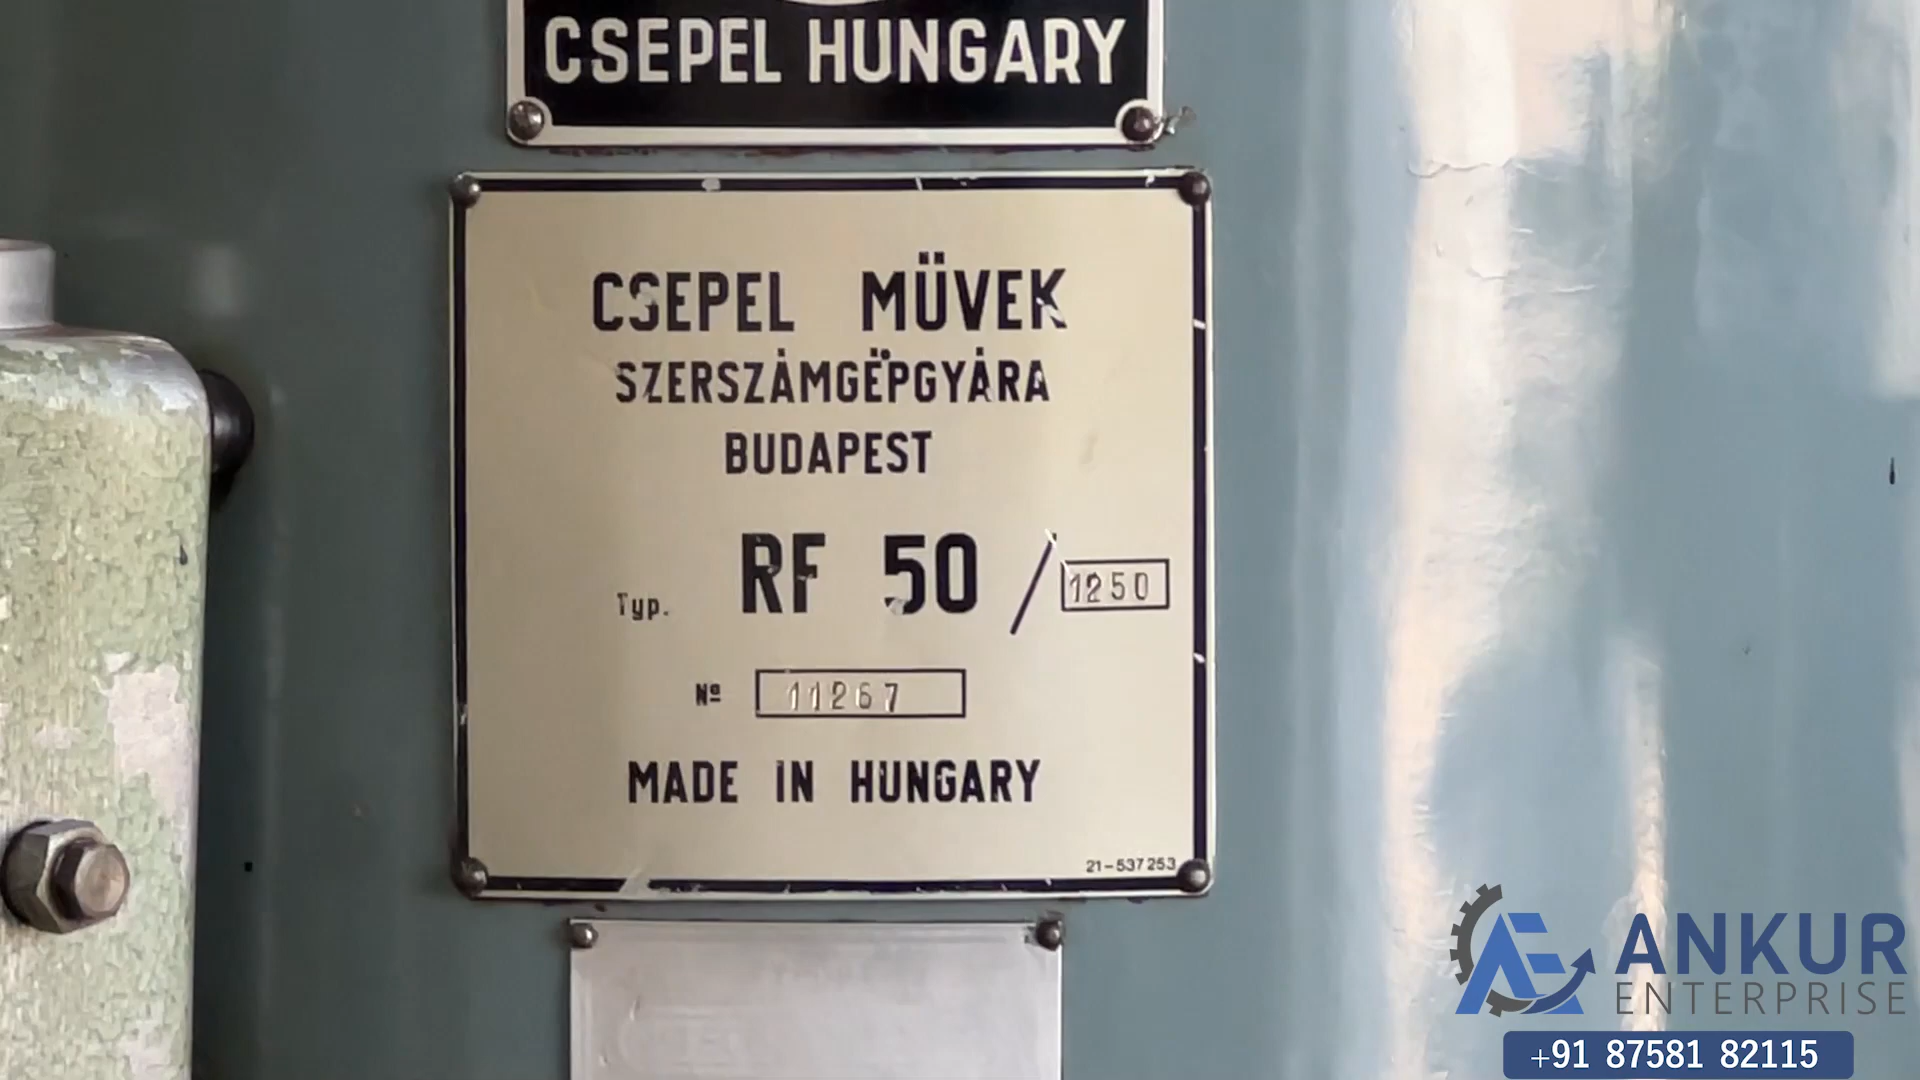 CSEPEL HUNGARY
CSEPEL MÜVEK
SZERSZÁMGÉPGYÁRA
BUDAPEST
Typ. RF 50 / 1250
Nº 11267
MADE IN HUNGARY
21-537253
AE ANKUR
ENTERPRISE
+91 87581 82115